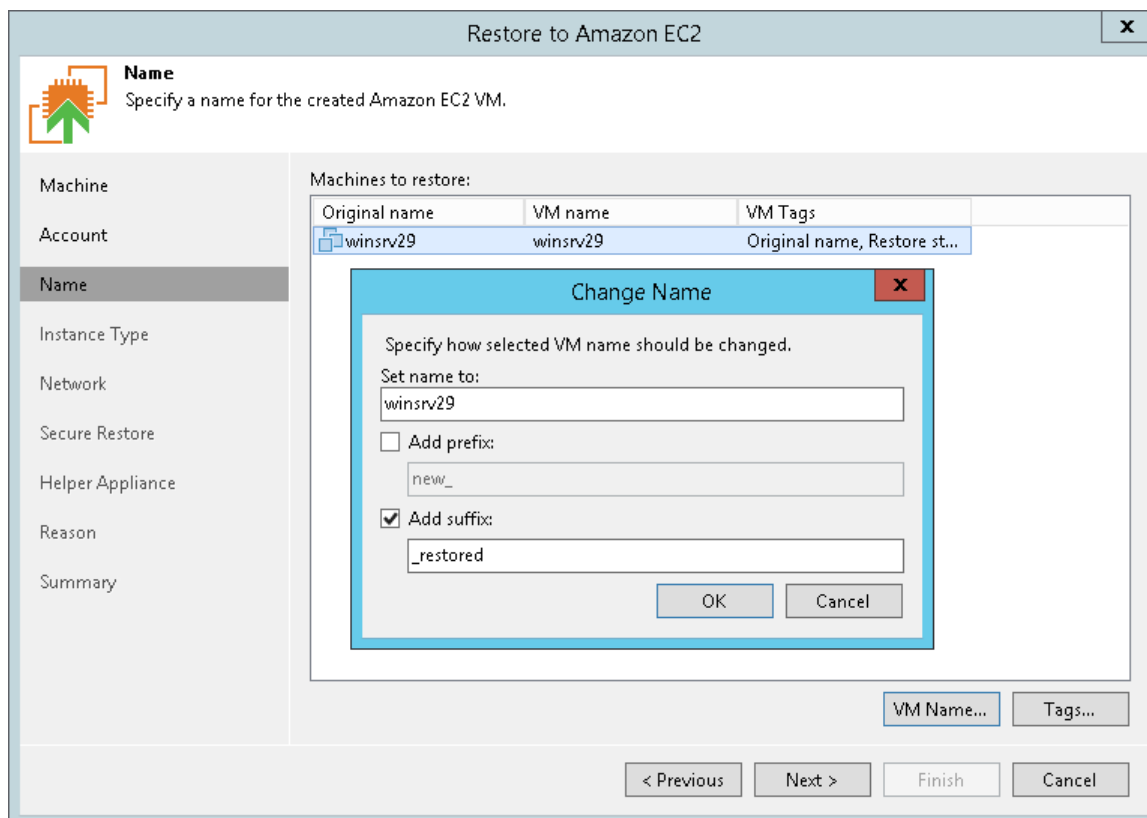 Restore to Amazon EC2
x
Name
Specify a name for the created Amazon EC2 VM.
Machine
Account
Name
Instance Type
Network
Secure Restore
Helper Appliance
Reason
Summary
Machines to restore:
Original name VM name VM Tags
winsrv29 winsrv29 Original name, Restore st...
Change Name
x
Specify how selected VM name should be changed.
Set name to:
winsrv29
Add prefix:
new_
Add suffix:
_restored
OK Cancel
VM Name... Tags...
< Previous Next > Finish Cancel